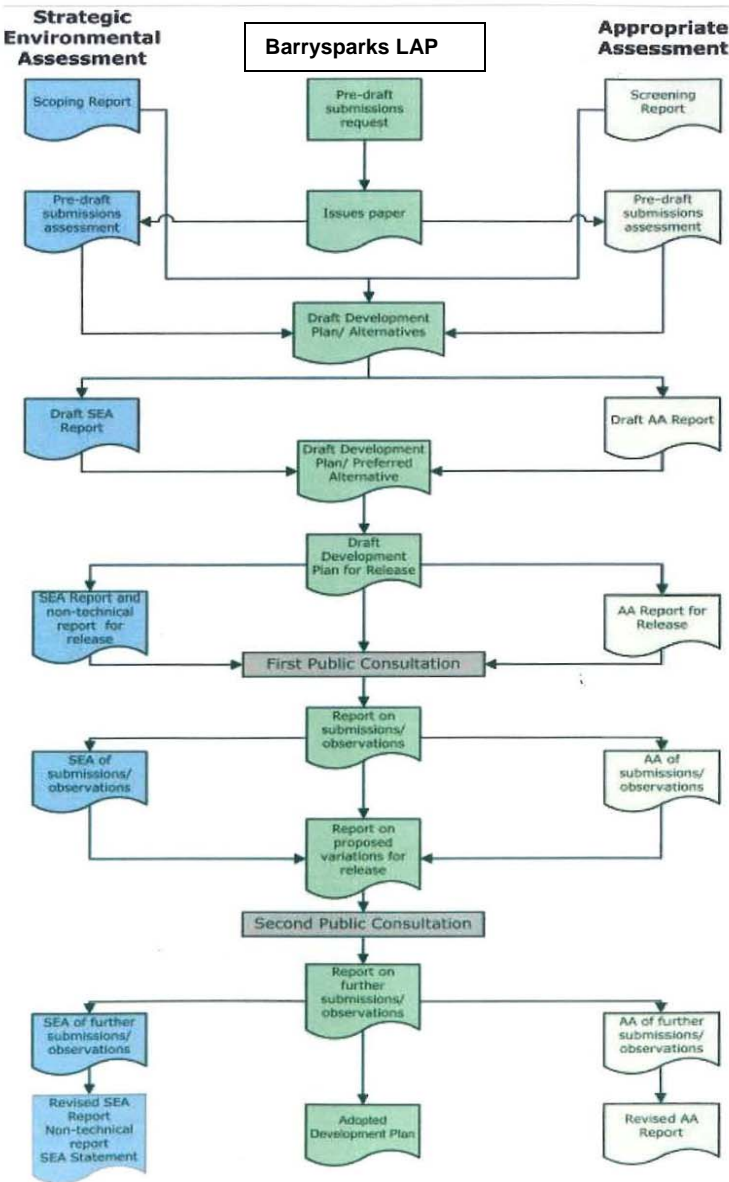 Strategic
Environmental
Assessment
Barrysparks LAP
Appropriate
Assessment
Scoping Report
Pre-draft
submissions
request
Screening
Report
Pre-draft
submissions
assessment
Issues paper
Pre-draft
submissions
assessment
Draft Development
Plan/ Alternatives
Draft SEA
Report
Draft AA Report
Draft Development
Plan/ Preferred
Alternative
Draft
Development
Plan for Release
SEA Report and
non-technical
report for
release
AA Report for
Release
First Public Consultation
Report on
submissions/
observations
SEA of
submissions/
observations
AA of
submissions/
observations
Report on
proposed
variations for
release
Second Public Consultation
Report on
further
submissions/
observations
SEA of further
submissions/
observations
AA of further
submissions/
observations
Revised SEA
Report
Non-technical
report
SEA Statement
Adopted
Development Plan
Revised AA
Report